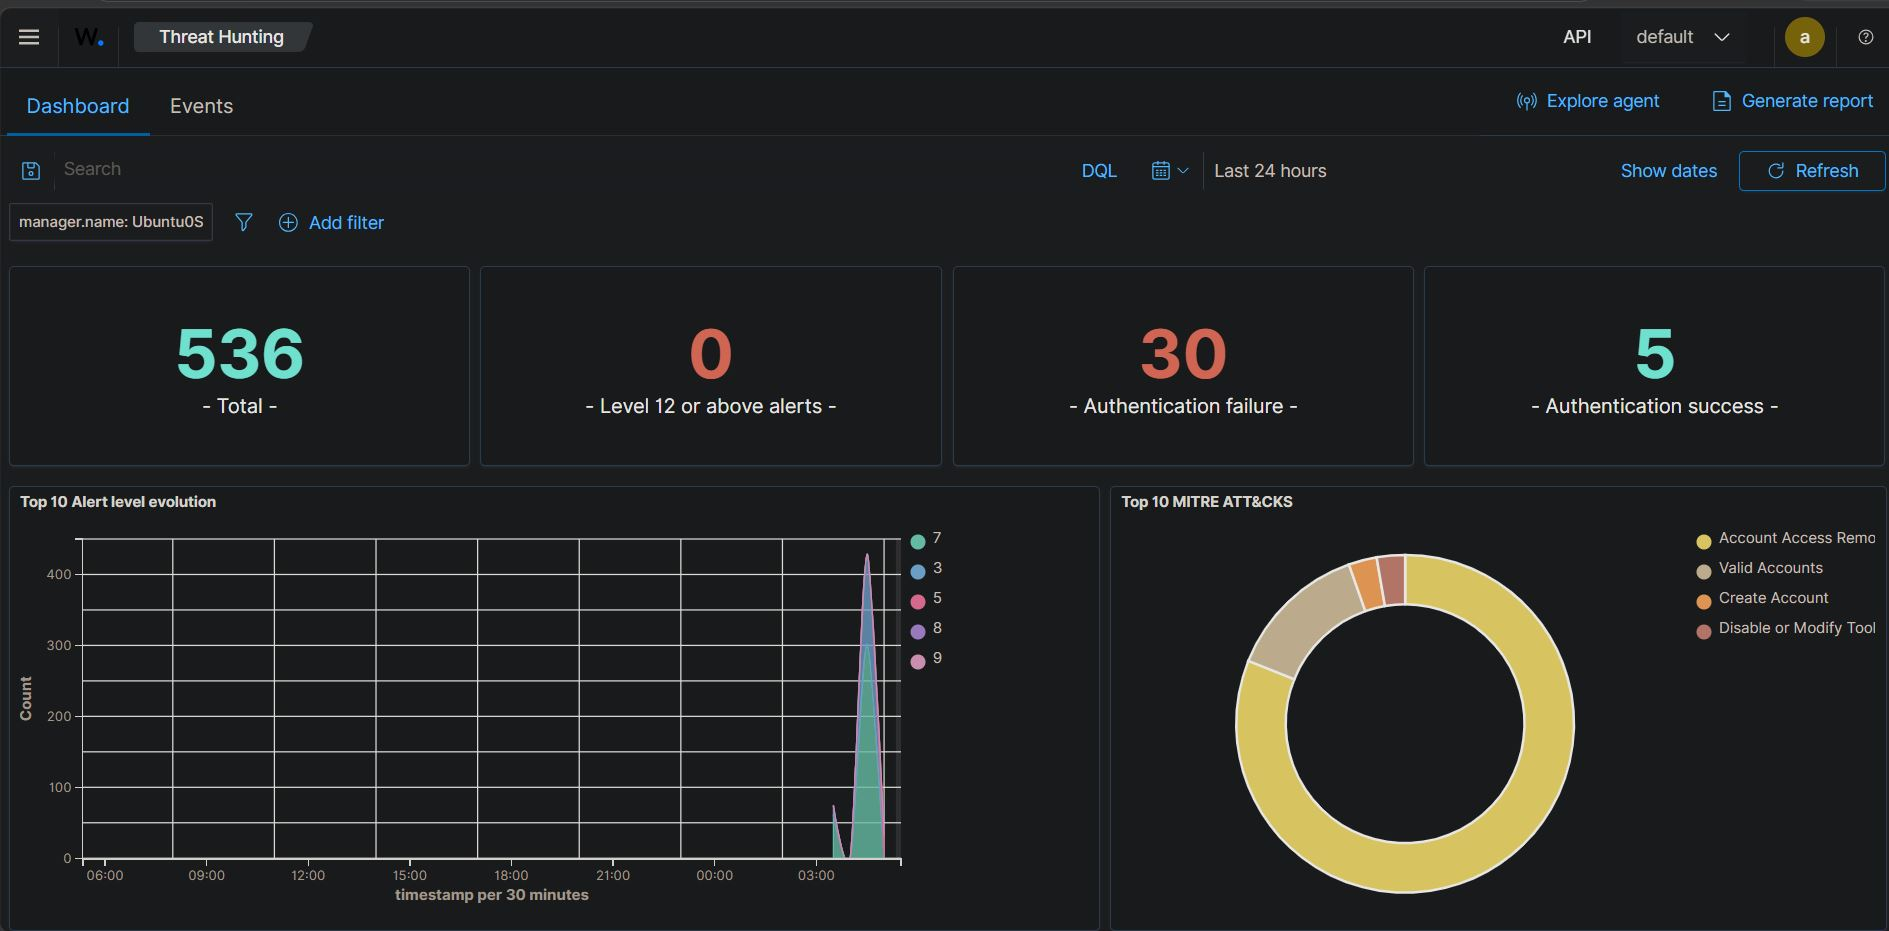 W. Threat Hunting API default a
Dashboard Events Explore agent Generate report
Search DQL Last 24 hours Show dates Refresh
manager.name: Ubuntu0S Add filter
536
- Total -
0
- Level 12 or above alerts -
30
- Authentication failure -
5
- Authentication success -
Top 10 Alert level evolution
400
300
200
100
0
Count
06:00 09:00 12:00 15:00 18:00 21:00 00:00 03:00
timestamp per 30 minutes
7
3
5
8
9
Top 10 MITRE ATT&CKS
Account Access Remo
Valid Accounts
Create Account
Disable or Modify Tool